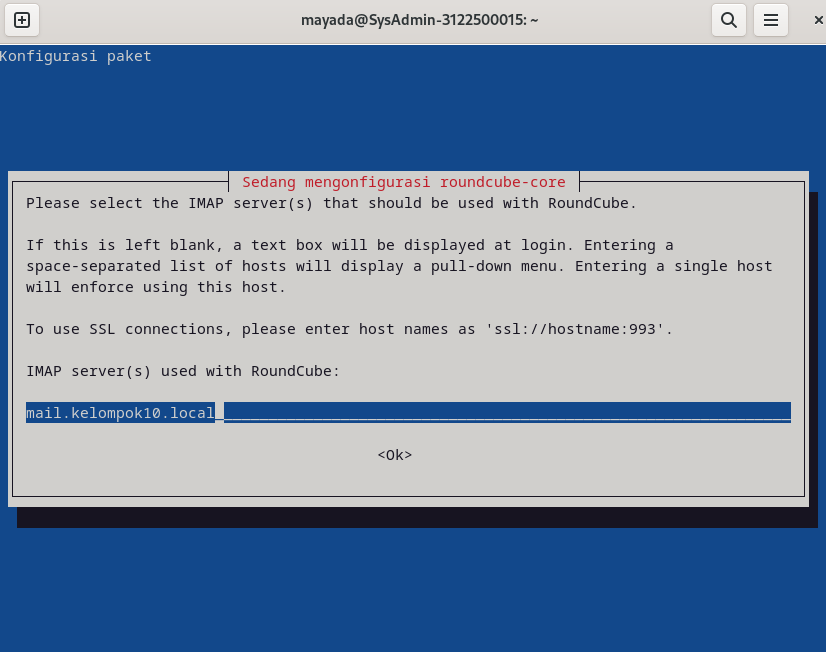 mayada@SysAdmin-3122500015: ~
Konfigurasi paket
Sedang mengonfigurasi roundcube-core
Please select the IMAP server(s) that should be used with RoundCube.
If this is left blank, a text box will be displayed at login. Entering a
space-separated list of hosts will display a pull-down menu. Entering a single host
will enforce using this host.
To use SSL connections, please enter host names as 'ssl://hostname:993'.
IMAP server(s) used with RoundCube:
mail.kelompok10.local
<Ok>